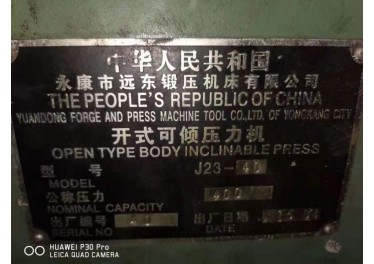 中华人民共和国
永康市远东锻压机床有限公司
THE PEOPLE'S REPUBLIC OF CHINA
YUANDONG FORGE AND PRESS MACHINE TOOL CO.,LTD. OF YONGKANG CITY
开式可倾压力机
OPEN TYPE BODY INCLINABLE PRESS
型号 J23-40
MODEL
公称压力 400
NOMINAL CAPACITY
出厂编号 出厂日期
SERIAL NO DATE
HUAWEI P30 Pro
LEICA QUAD CAMERA